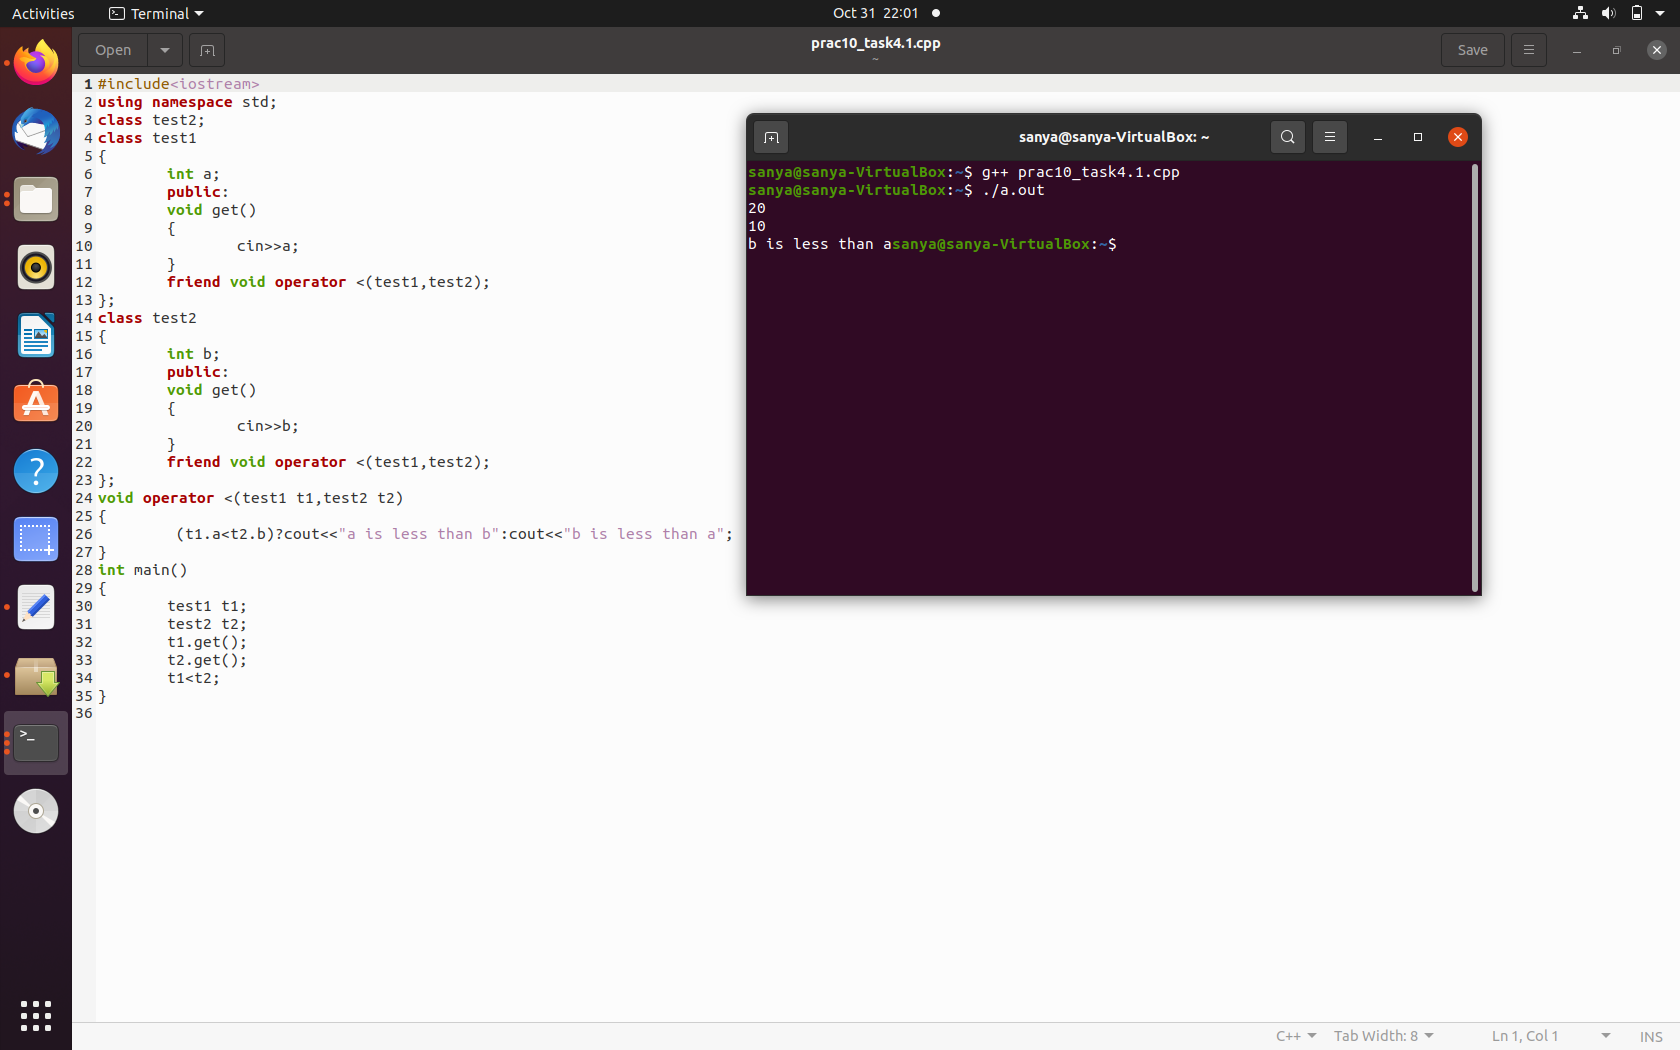 Activities
Terminal
Oct 31 22:01
Open
prac10_task4.1.cpp
~
Save
1 #include<iostream>
2 using namespace std;
3 class test2;
4 class test1
5 {
6 int a;
7 public:
8 void get()
9 {
10 cin>>a;
11 }
12 friend void operator <(test1,test2);
13 };
14 class test2
15 {
16 int b;
17 public:
18 void get()
19 {
20 cin>>b;
21 }
22 friend void operator <(test1,test2);
23 };
24 void operator <(test1 t1,test2 t2)
25 {
26 (t1.a<t2.b)?cout<<"a is less than b":cout<<"b is less than a";
27 }
28 int main()
29 {
30 test1 t1;
31 test2 t2;
32 t1.get();
33 t2.get();
34 t1<t2;
35 }
36
sanya@sanya-VirtualBox: ~
sanya@sanya-VirtualBox:~$ g++ prac10_task4.1.cpp
sanya@sanya-VirtualBox:~$ ./a.out
20
10
b is less than asanya@sanya-VirtualBox:~$
C++
Tab Width: 8
Ln 1, Col 1
INS